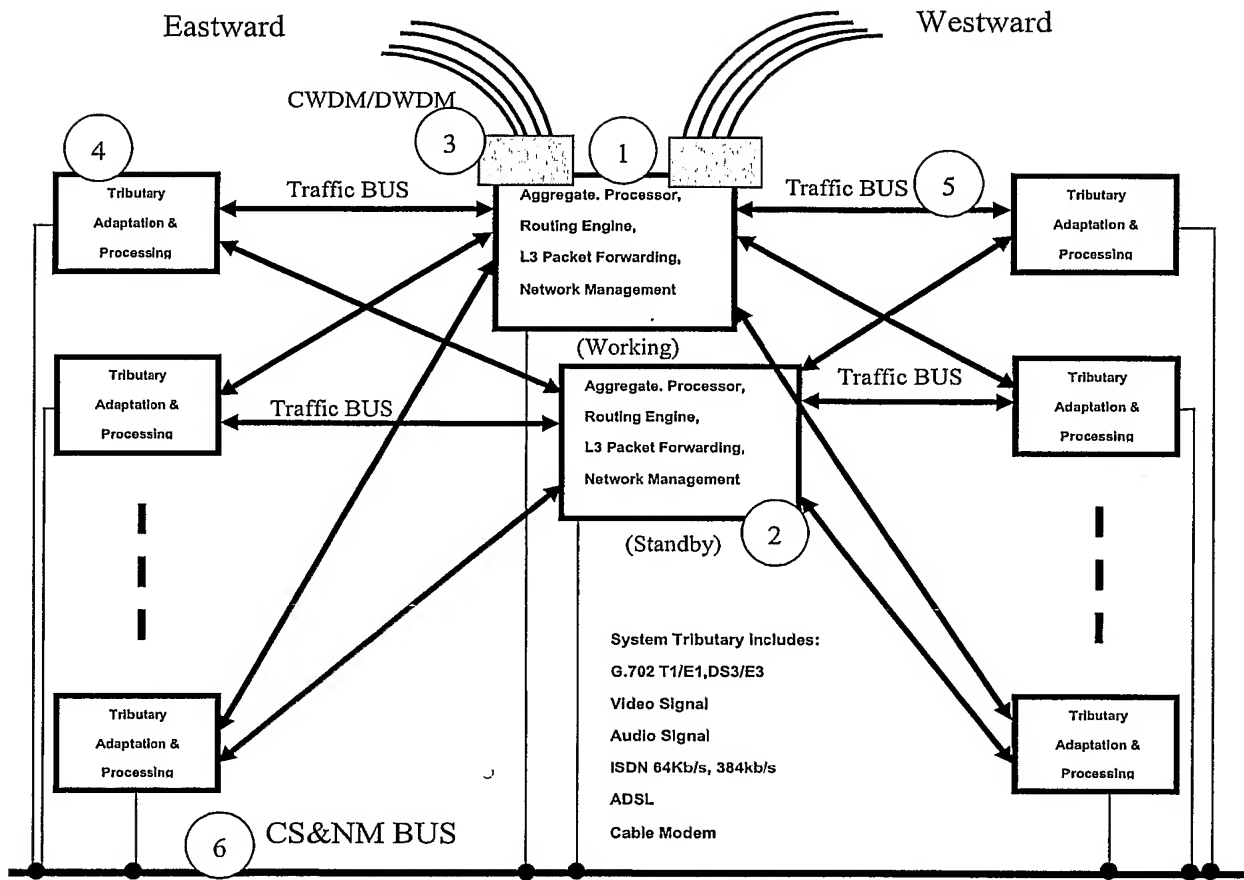 Eastward
Westward
CWDM/DWDM
3
1
4
Tributary
Adaptation &
Processing
Traffic BUS
Aggregate. Processor,
Routing Engine,
L3 Packet Forwarding,
Network Management
Traffic BUS
5
Tributary
Adaptation &
Processing
(Working)
Tributary
Adaptation &
Processing
Traffic BUS
Aggregate. Processor,
Routing Engine,
L3 Packet Forwarding,
Network Management
Traffic BUS
Tributary
Adaptation &
Processing
(Standby)
2
System Tributary includes:
G.702 T1/E1,DS3/E3
Video Signal
Audio Signal
ISDN 64Kb/s, 384kb/s
ADSL
Cable Modem
Tributary
Adaptation &
Processing
Tributary
Adaptation &
Processing
6
CS&NM BUS